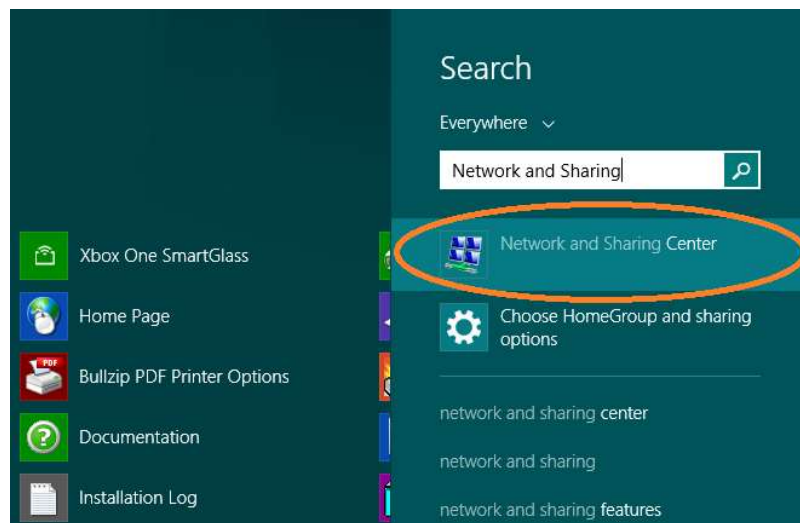 Search
Everywhere
Network and Sharing
Network and Sharing Center
Choose HomeGroup and sharing
options
network and sharing center
network and sharing
network and sharing features
Xbox One SmartGlass
Home Page
PDF
Bullzip PDF Printer Options
Documentation
Installation Log